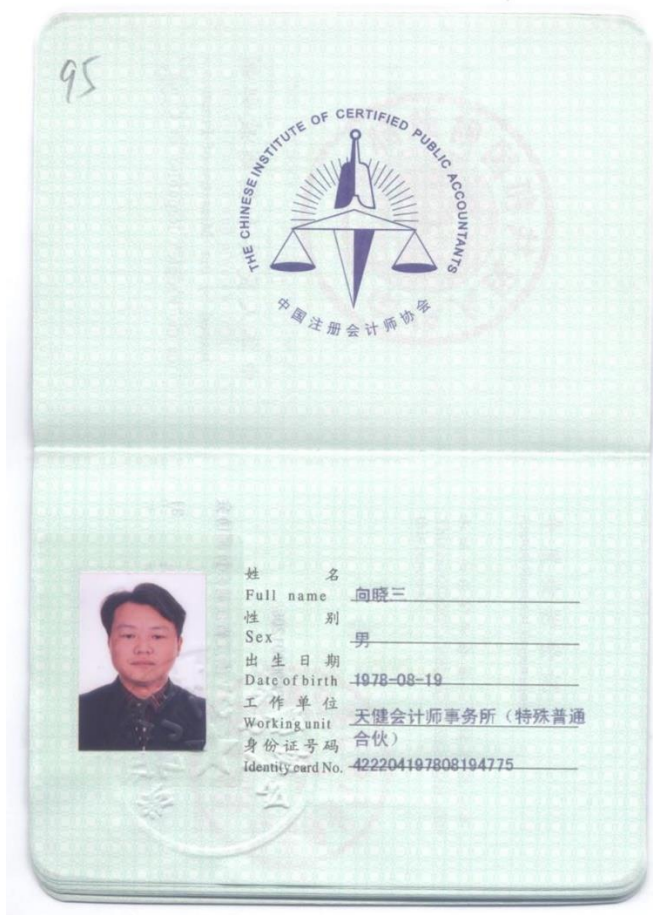 95
THE CHINESE INSTITUTE OF CERTIFIED PUBLIC ACCOUNTANTS
中国注册会计师协会
姓 名
Full name 向晓三
性 别
Sex 男
出生日期
Date of birth 1978-08-19
工作单位
Working unit 天健会计师事务所（特殊普通
合伙）
身份证号码
Identity card No. 422204197808194775